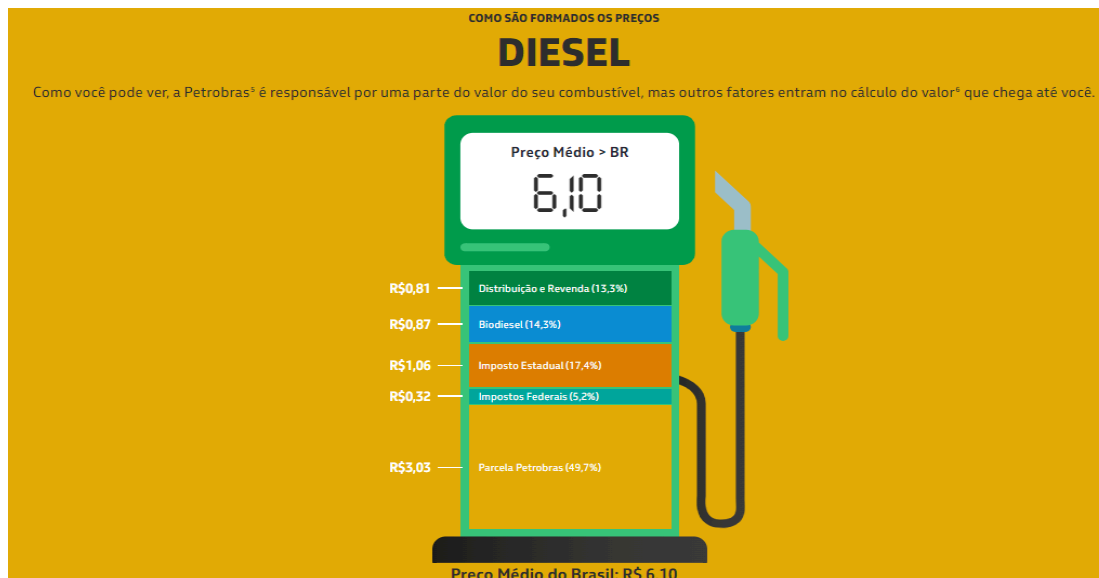 COMO SÃO FORMADOS OS PREÇOS
DIESEL
Como você pode ver, a Petrobras⁵ é responsável por uma parte do valor do seu combustível, mas outros fatores entram no cálculo do valor⁶ que chega até você.
Preço Médio > BR
6,10
R$0,81 Distribuição e Revenda (13,3%)
R$0,87 Biodiesel (14,3%)
R$1,06 Imposto Estadual (17,4%)
R$0,32 Impostos Federais (5,2%)
R$3,03 Parcela Petrobras (49,7%)
Preço Médio do Brasil: R$ 6,10